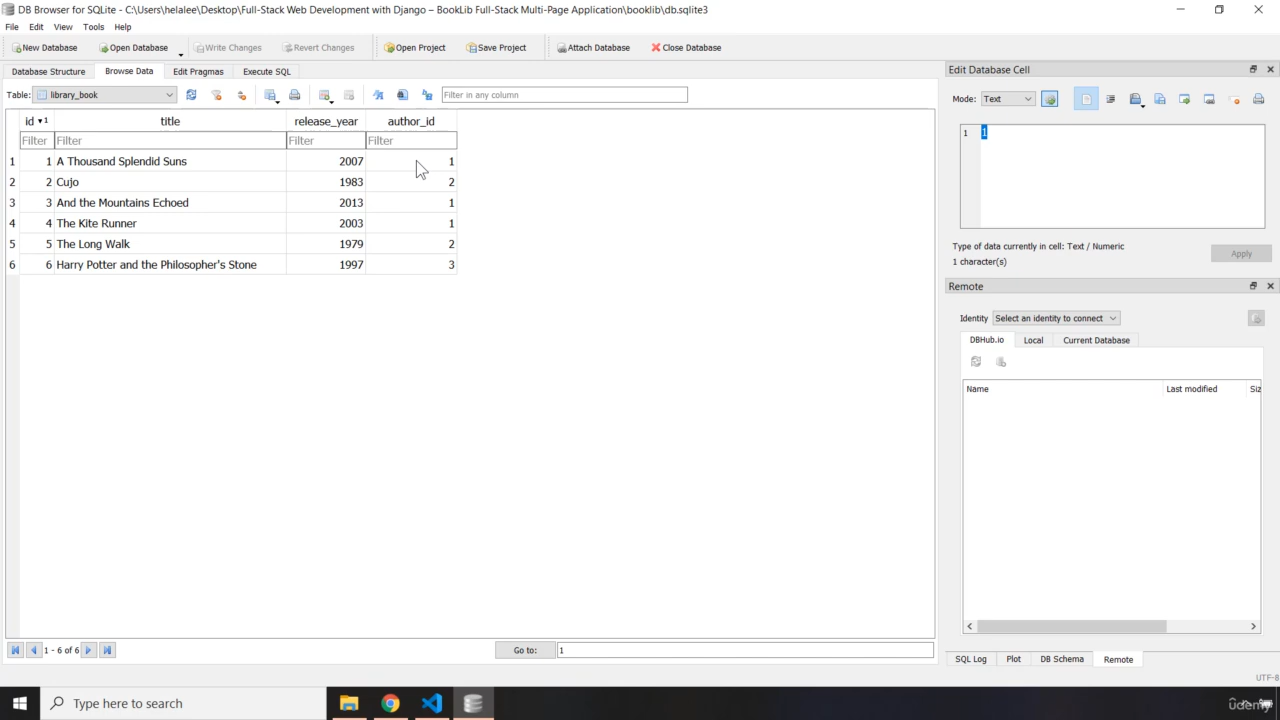 DB Browser for SQLite - C:\Users\helalee\Desktop\Full-Stack Web Development with Django – BookLib Full-Stack Multi-Page Application\booklib\db.sqlite3
File Edit View Tools Help
New Database Open Database Write Changes Revert Changes Open Project Save Project Attach Database Close Database
Database Structure Browse Data Edit Pragmas Execute SQL
Table: library_book Filter in any column
id 1 title release_year author_id
Filter Filter Filter Filter
1 1 A Thousand Splendid Suns 2007 1
2 2 Cujo 1983 2
3 3 And the Mountains Echoed 2013 1
4 4 The Kite Runner 2003 1
5 5 The Long Walk 1979 2
6 6 Harry Potter and the Philosopher's Stone 1997 3
1 - 6 of 6 Go to: 1
Edit Database Cell
Mode: Text
1 1
Type of data currently in cell: Text / Numeric
1 character(s)
Apply
Remote
Identity Select an identity to connect
DBHub.io Local Current Database
Name Last modified Siz
SQL Log Plot DB Schema Remote
UTF-8
Type here to search
udemy